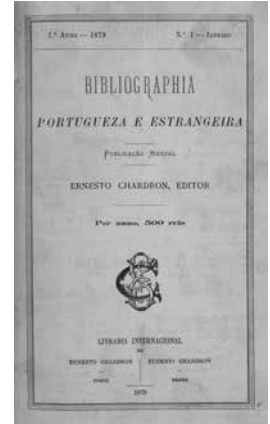 1.º Anno — 1879 N.º 1 — Janeiro
BIBLIOGRAPHIA
PORTUGUEZA E ESTRANGEIRA
Publicação Mensal
ERNESTO CHARDRON, EDITOR
Por anno, 500 reis
LIVRARIA INTERNACIONAL
DE
ERNESTO CHARDRON EUGENIO CHARDRON
PORTO BRAGA
1879